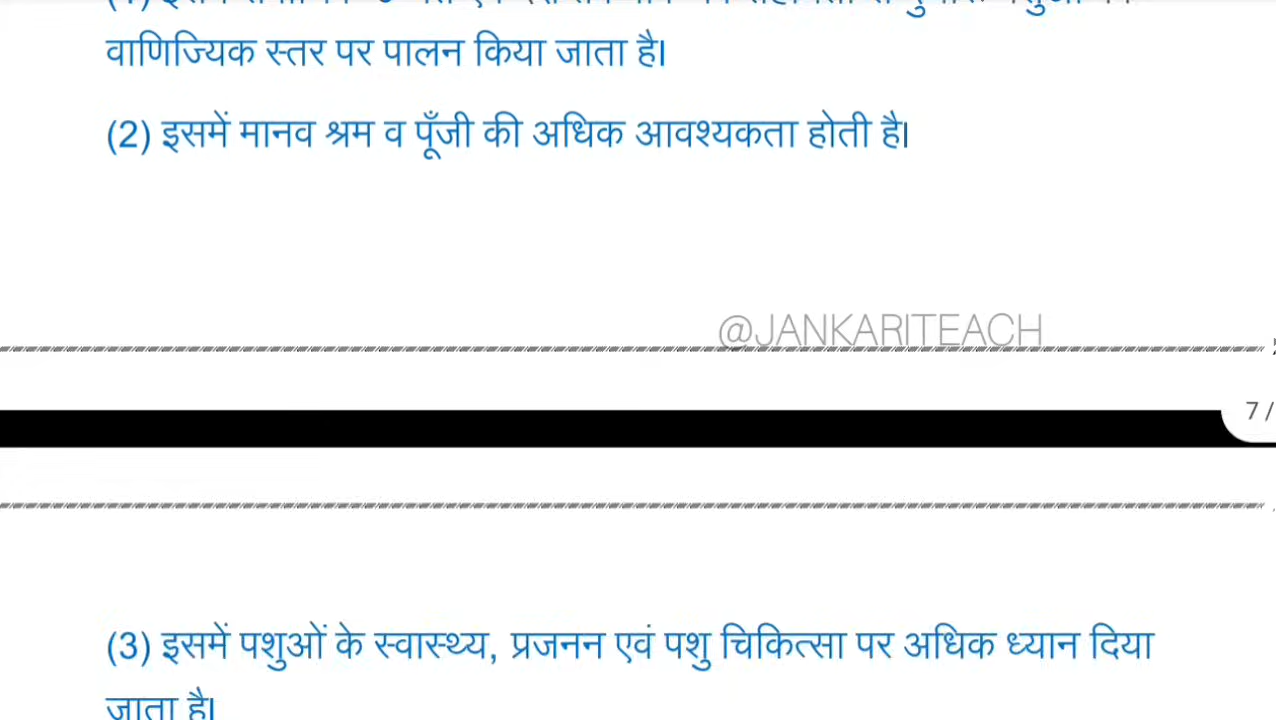 वाणिज्यिक स्तर पर पालन किया जाता है।
(2) इसमें मानव श्रम व पूँजी की अधिक आवश्यकता होती है।
@JANKARITEACH
7 /
(3) इसमें पशुओं के स्वास्थ्य, प्रजनन एवं पशु चिकित्सा पर अधिक ध्यान दिया
जाता है।